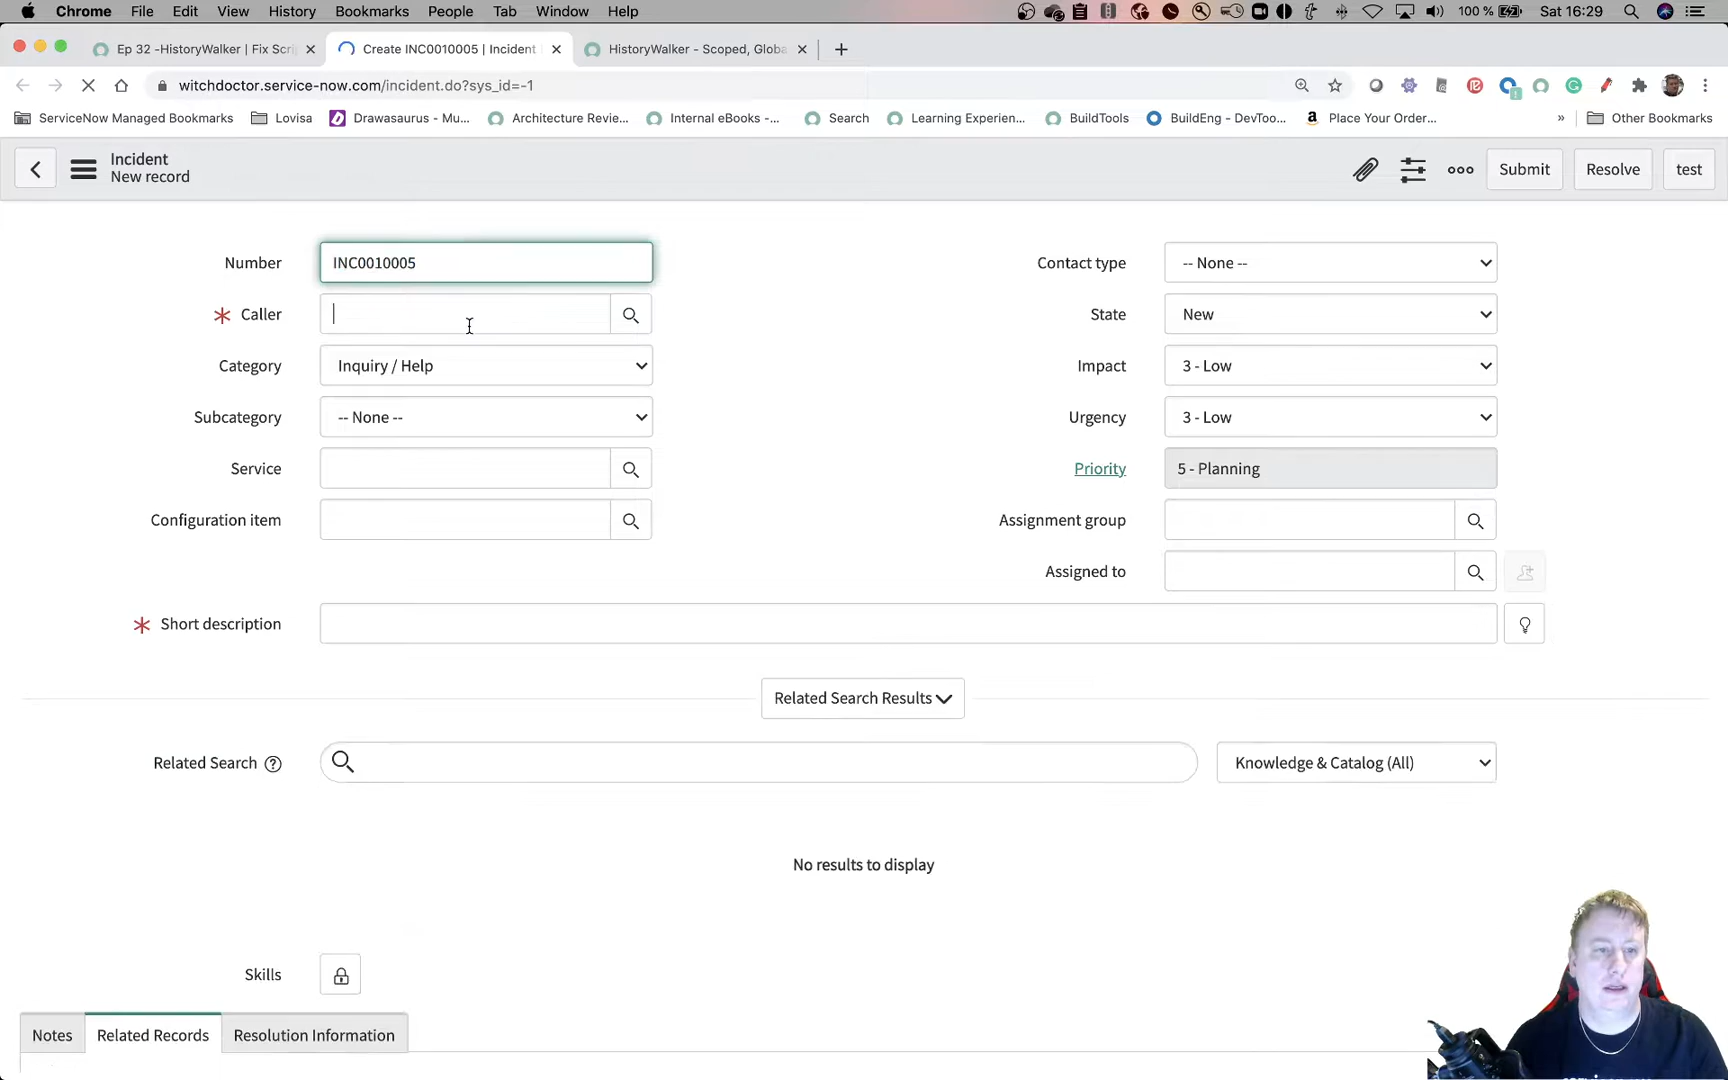 Chrome File Edit View History Bookmarks People Tab Window Help 100 % Sat 16:29
Ep 32 -HistoryWalker | Fix Scri Create INC0010005 | Incident HistoryWalker - Scoped, Globa
witchdoctor.service-now.com/incident.do?sys_id=-1
ServiceNow Managed Bookmarks Lovisa Drawasaurus - Mu... Architecture Revie... Internal eBooks -... Search Learning Experien... BuildTools BuildEng - DevToo... Place Your Order... » Other Bookmarks
Incident
New record
Submit Resolve test
Number INC0010005 Contact type -- None --
Caller State New
Category Inquiry / Help Impact 3 - Low
Subcategory -- None -- Urgency 3 - Low
Service Priority 5 - Planning
Configuration item Assignment group
Assigned to
Short description
Related Search Results
Related Search Knowledge & Catalog (All)
No results to display
Skills
Notes Related Records Resolution Information